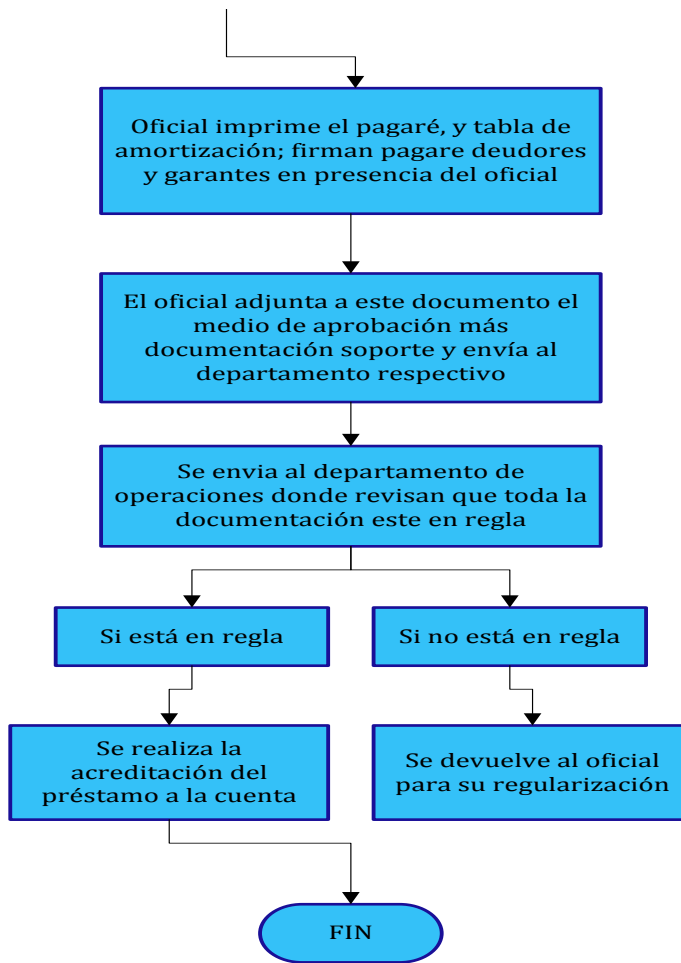 Oficial imprime el pagaré, y tabla de
amortización; firman pagare deudores
y garantes en presencia del oficial
El oficial adjunta a este documento el
medio de aprobación más
documentación soporte y envía al
departamento respectivo
Se envia al departamento de
operaciones donde revisan que toda la
documentación este en regla
Si está en regla
Si no está en regla
Se realiza la
acreditación del
préstamo a la cuenta
Se devuelve al oficial
para su regularización
FIN